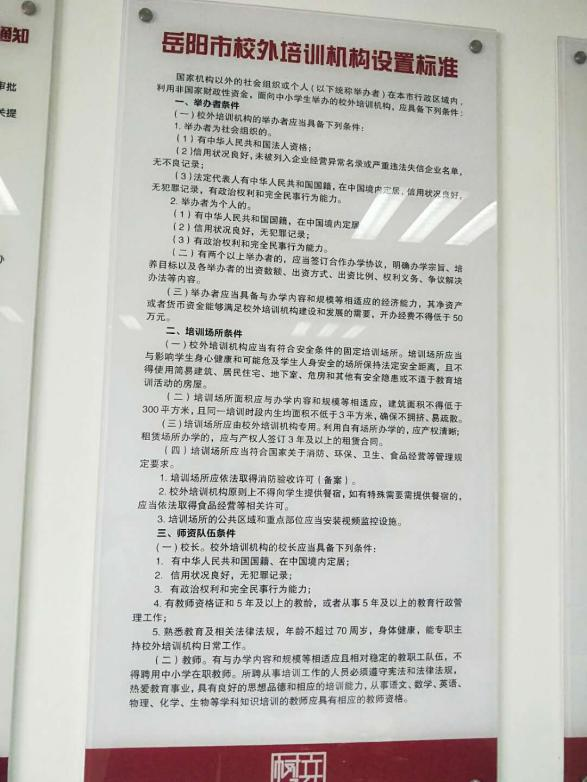 通知
审批
关提
办
岳阳市校外培训机构设置标准
国家机构以外的社会组织或个人(以下统称举办者)在本市行政区域内,
利用非国家财政性资金,面向中小学生举办的校外培训机构,应具备下列条件:
一、举办者条件
(一)校外培训机构的举办者应当具备下列条件:
1. 举办者为社会组织的。
(1)有中华人民共和国法人资格;
(2)信用状况良好,未被列入企业经营异常名录或严重违法失信企业名单,
无不良记录;
(3)法定代表人有中华人民共和国国籍,在中国境内定居,信用状况良好,
无犯罪记录,有政治权利和完全民事行为能力。
2. 举办者为个人的。
(1)有中华人民共和国国籍,在中国境内定居
(2)信用状况良好,无犯罪记录;
(3)有政治权利和完全民事行为能力。
(二)有两个以上举办者的,应当签订合作办学协议,明确办学宗旨、培
养目标以及各举办者的出资数额、出资方式、出资比例、权利义务、争议解决
办法等内容。
(三)举办者应当具备与办学内容和规模等相适应的经济能力,其净资产
或者货币资金能够满足校外培训机构建设和发展的需要,开办经费不得低于 50
万元。
二、培训场所条件
(一)校外培训机构应当有符合安全条件的固定培训场所。培训场所应当
与影响学生身心健康和可能危及学生人身安全的场所保持法定安全距离,且不
得使用简易建筑、居民住宅、地下室、危房和其他有安全隐患或不适于教育培
训活动的房屋。
(二)培训场所面积应与办学内容和规模等相适应,建筑面积不得低于
300 平方米,且同一培训时段内生均面积不低于 3 平方米,确保不拥挤、易疏散。
(三)培训场所应由校外培训机构专用。利用自有场所办学的,应产权清晰;
租赁场所办学的,应与产权人签订 3 年及以上的租赁合同。
(四)培训场所应当符合国家关于消防、环保、卫生、食品经营等管理规
定要求。
1. 培训场所应依法取得消防验收许可(备案)。
2. 校外培训机构原则上不得向学生提供餐宿,如有特殊需要需提供餐宿的,
应当依法取得食品经营等相关许可。
3. 培训场所的公共区域和重点部位应当安装视频监控设施。
三、师资队伍条件
(一)校长。校外培训机构的校长应当具备下列条件:
1. 有中华人民共和国国籍、在中国境内定居;
2. 信用状况良好,无犯罪记录;
3. 有政治权利和完全民事行为能力;
4. 有教师资格证和 5 年及以上的教龄,或者从事 5 年及以上的教育行政管
理工作;
5. 熟悉教育及相关法律法规,年龄不超过 70 周岁,身体健康,能专职主
持校外培训机构日常工作。
(二)教师。有与办学内容和规模等相适应且相对稳定的教职工队伍,不
得聘用中小学在职教师。所聘从事培训工作的人员必须遵守宪法和法律法规,
热爱教育事业,具有良好的思想品德和相应的培训能力,从事语文、数学、英语、
物理、化学、生物等学科知识培训的教师应具有相应的教师资格。